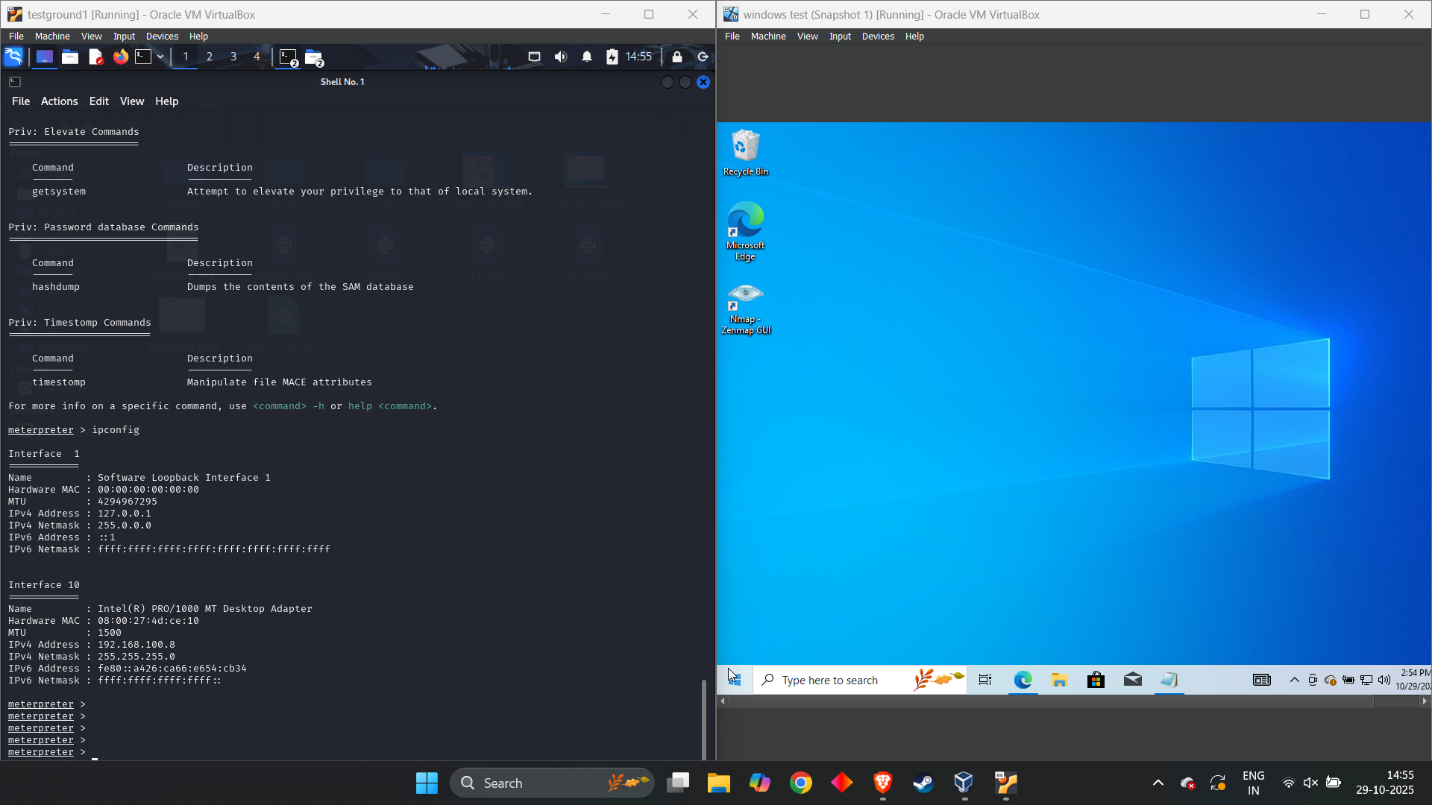 testground1 [Running] - Oracle VM VirtualBox
File Machine View Input Devices Help
1 2 3 4 14:55
Shell No. 1
File Actions Edit View Help
Priv: Elevate Commands
Command Description
getsystem Attempt to elevate your privilege to that of local system.
Priv: Password database Commands
Command Description
hashdump Dumps the contents of the SAM database
Priv: Timestomp Commands
Command Description
timestomp Manipulate file MACE attributes
For more info on a specific command, use <command> -h or help <command>.
meterpreter > ipconfig
Interface 1
Name : Software Loopback Interface 1
Hardware MAC : 00:00:00:00:00:00
MTU : 4294967295
IPv4 Address : 127.0.0.1
IPv4 Netmask : 255.0.0.0
IPv6 Address : ::1
IPv6 Netmask : ffff:ffff:ffff:ffff:ffff:ffff:ffff:ffff
Interface 10
Name : Intel(R) PRO/1000 MT Desktop Adapter
Hardware MAC : 08:00:27:4d:ce:10
MTU : 1500
IPv4 Address : 192.168.100.8
IPv4 Netmask : 255.255.255.0
IPv6 Address : fe80::a426:ca66:e654:cb34
IPv6 Netmask : ffff:ffff:ffff:ffff::
meterpreter >
meterpreter >
meterpreter >
meterpreter >
meterpreter >
windows test (Snapshot 1) [Running] - Oracle VM VirtualBox
File Machine View Input Devices Help
Recycle Bin
Microsoft
Edge
Nmap -
Zenmap GUI
Type here to search
2:54 PM
10/29/20
Search
ENG
IN
14:55
29-10-2025